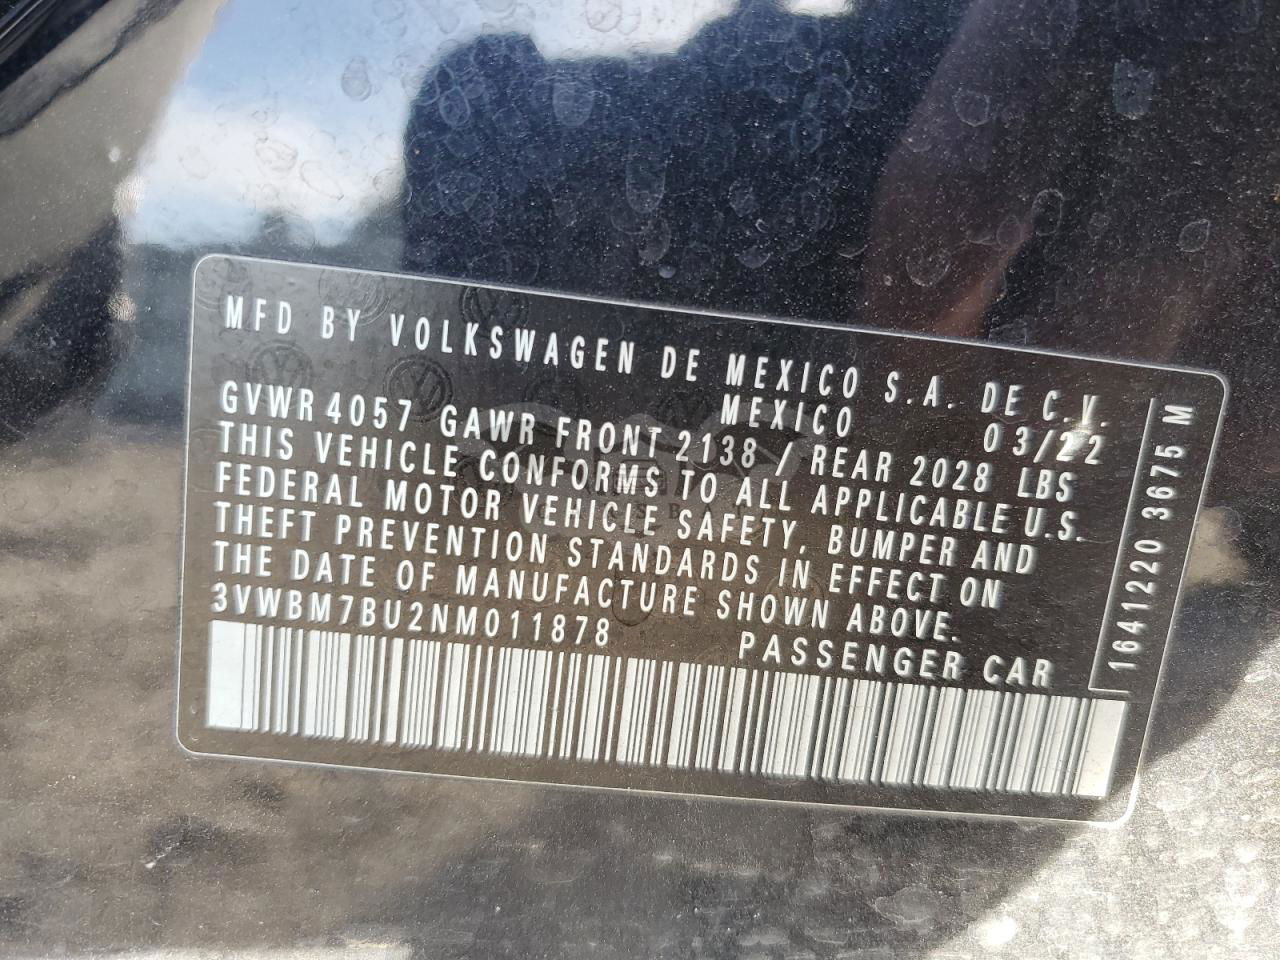 MFD BY VOLKSWAGEN DE MEXICO S.A. DE C.V.
MEXICO 03/22
GVWR 4057 GAWR FRONT 2138 / REAR 2028 LBS
THIS VEHICLE CONFORMS TO ALL APPLICABLE U.S.
FEDERAL MOTOR VEHICLE SAFETY, BUMPER AND
THEFT PREVENTION STANDARDS IN EFFECT ON
THE DATE OF MANUFACTURE SHOWN ABOVE.
3VWBM7BU2NM011878 PASSENGER CAR
1641220 3675 M